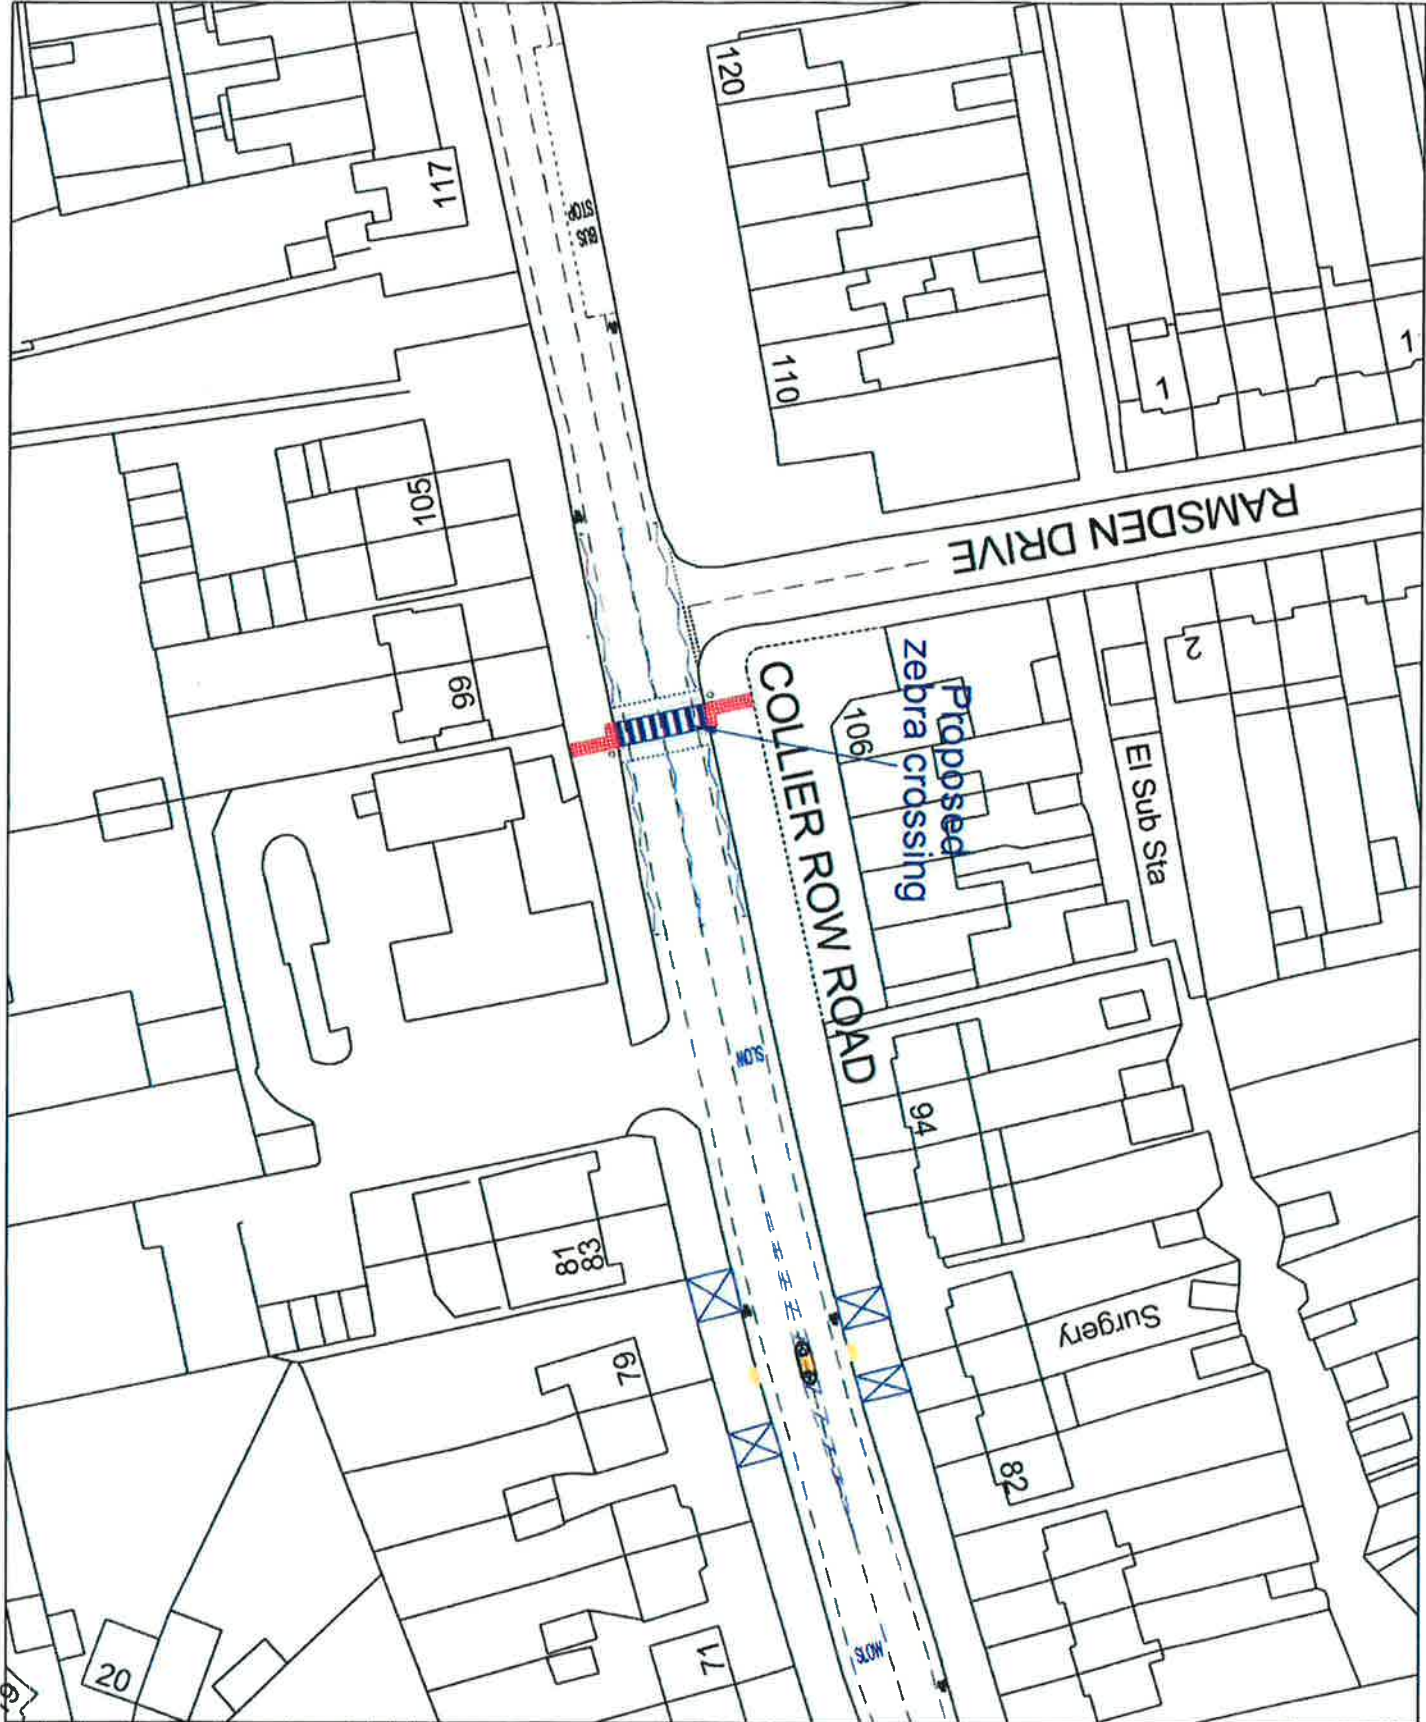 120
117
BUS
STOP
110
1
1
105
RAMSDEN DRIVE
99
2
Proposed
zebra crossing
106
COLLIER ROW ROAD
El Sub Sta
SLOW
94
81
83
Surgery
79
82
SLOW
71
20